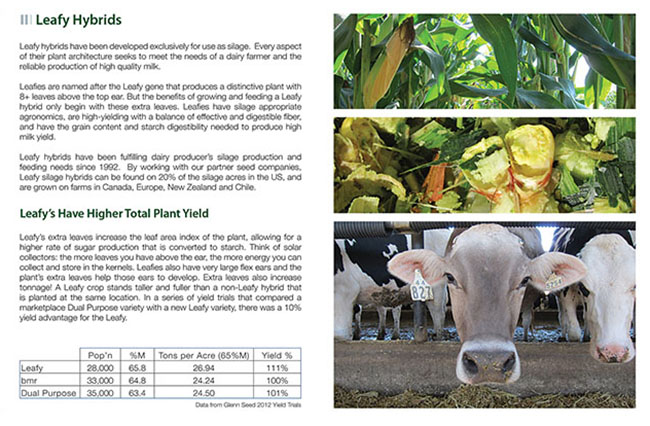 Leafy Hybrids
Leafy hybrids have been developed exclusively for use as silage. Every aspect
of their plant architecture seeks to meet the needs of a dairy farmer and the
reliable production of high quality milk.
Leafies are named after the Leafy gone that produces a distinctive plant with
8+ leaves above the top ear. But the benefits of growing and feeding a Leafy
hybrid only begin with these extra leaves. Leafies have silage appropriate
agronomics, are high-yielding with a balance of effective and digestible fiber,
and have the grain content and starch digestibility needed to produce high
milk yield.
Leafy hybrids have been fulfilling dairy producer's silage production and
feeding needs since 1992. By working with our partner seed companies,
Leafy silage hybrids can be found on 20% of the silage acres in the US, and
are grown on farms in Canada, Europe, New Zealand and Chile.
Leafy's Have Higher Total Plant Yield
Leafy's extra leaves increase the leaf area index of the plant, allowing for a
higher rate of sugar production that is converted to starch. Think of solar
collectors: the more leaves you have above the ear, the more energy you can
collect and store in the kernels. Leafies also have very large flex ears and the
plant's extra leaves help those ears to develop. Extra leaves also increase
tonnage! A Leafy crop stands taller and fuller than a non-Leafy hybrid that
is planted at the same location. In a series of yield trials that compared a
marketplace Dual Purpose variety with a new Leafy variety, there was a 10%
yield advantage for the Leafy.
Pop'n %M Tons per Acre (65%M) Yield %
Leafy 28,000 65.8 26.94 111%
bmr 33,000 64.8 24.24 100%
Dual Purpose 35,000 63.4 24.50 101%
Data from Glenn Seed 2012 Yield Trials
827